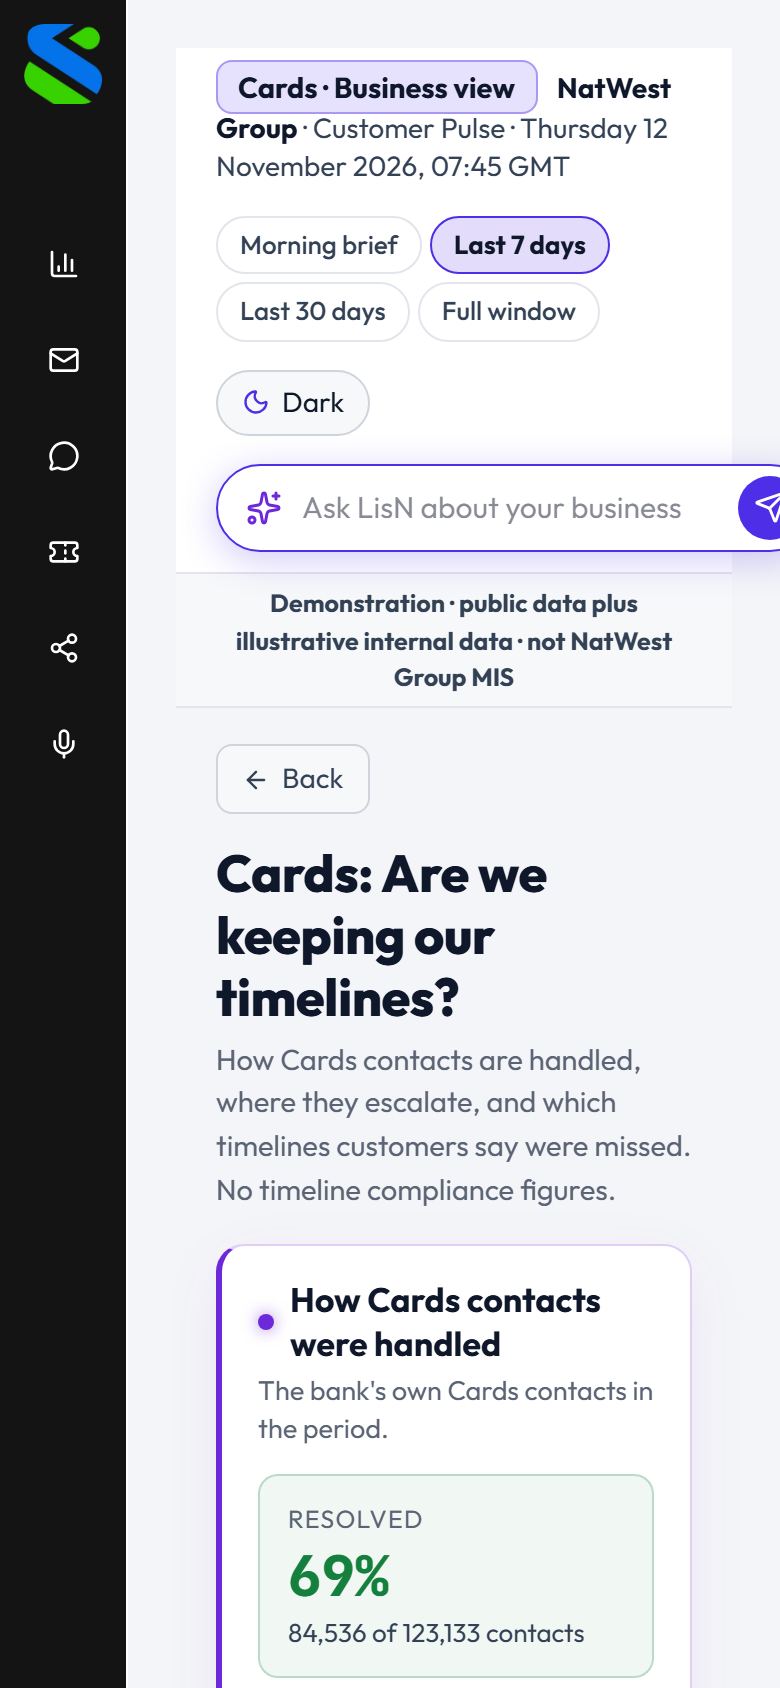 Cards · Business view NatWest
Group · Customer Pulse · Thursday 12
November 2026, 07:45 GMT
Morning brief Last 7 days
Last 30 days Full window
Dark
Ask LisN about your business
Demonstration · public data plus
illustrative internal data · not NatWest
Group MIS
Back
Cards: Are we
keeping our
timelines?
How Cards contacts are handled,
where they escalate, and which
timelines customers say were missed.
No timeline compliance figures.
How Cards contacts
were handled
The bank's own Cards contacts in
the period.
RESOLVED
69%
84,536 of 123,133 contacts